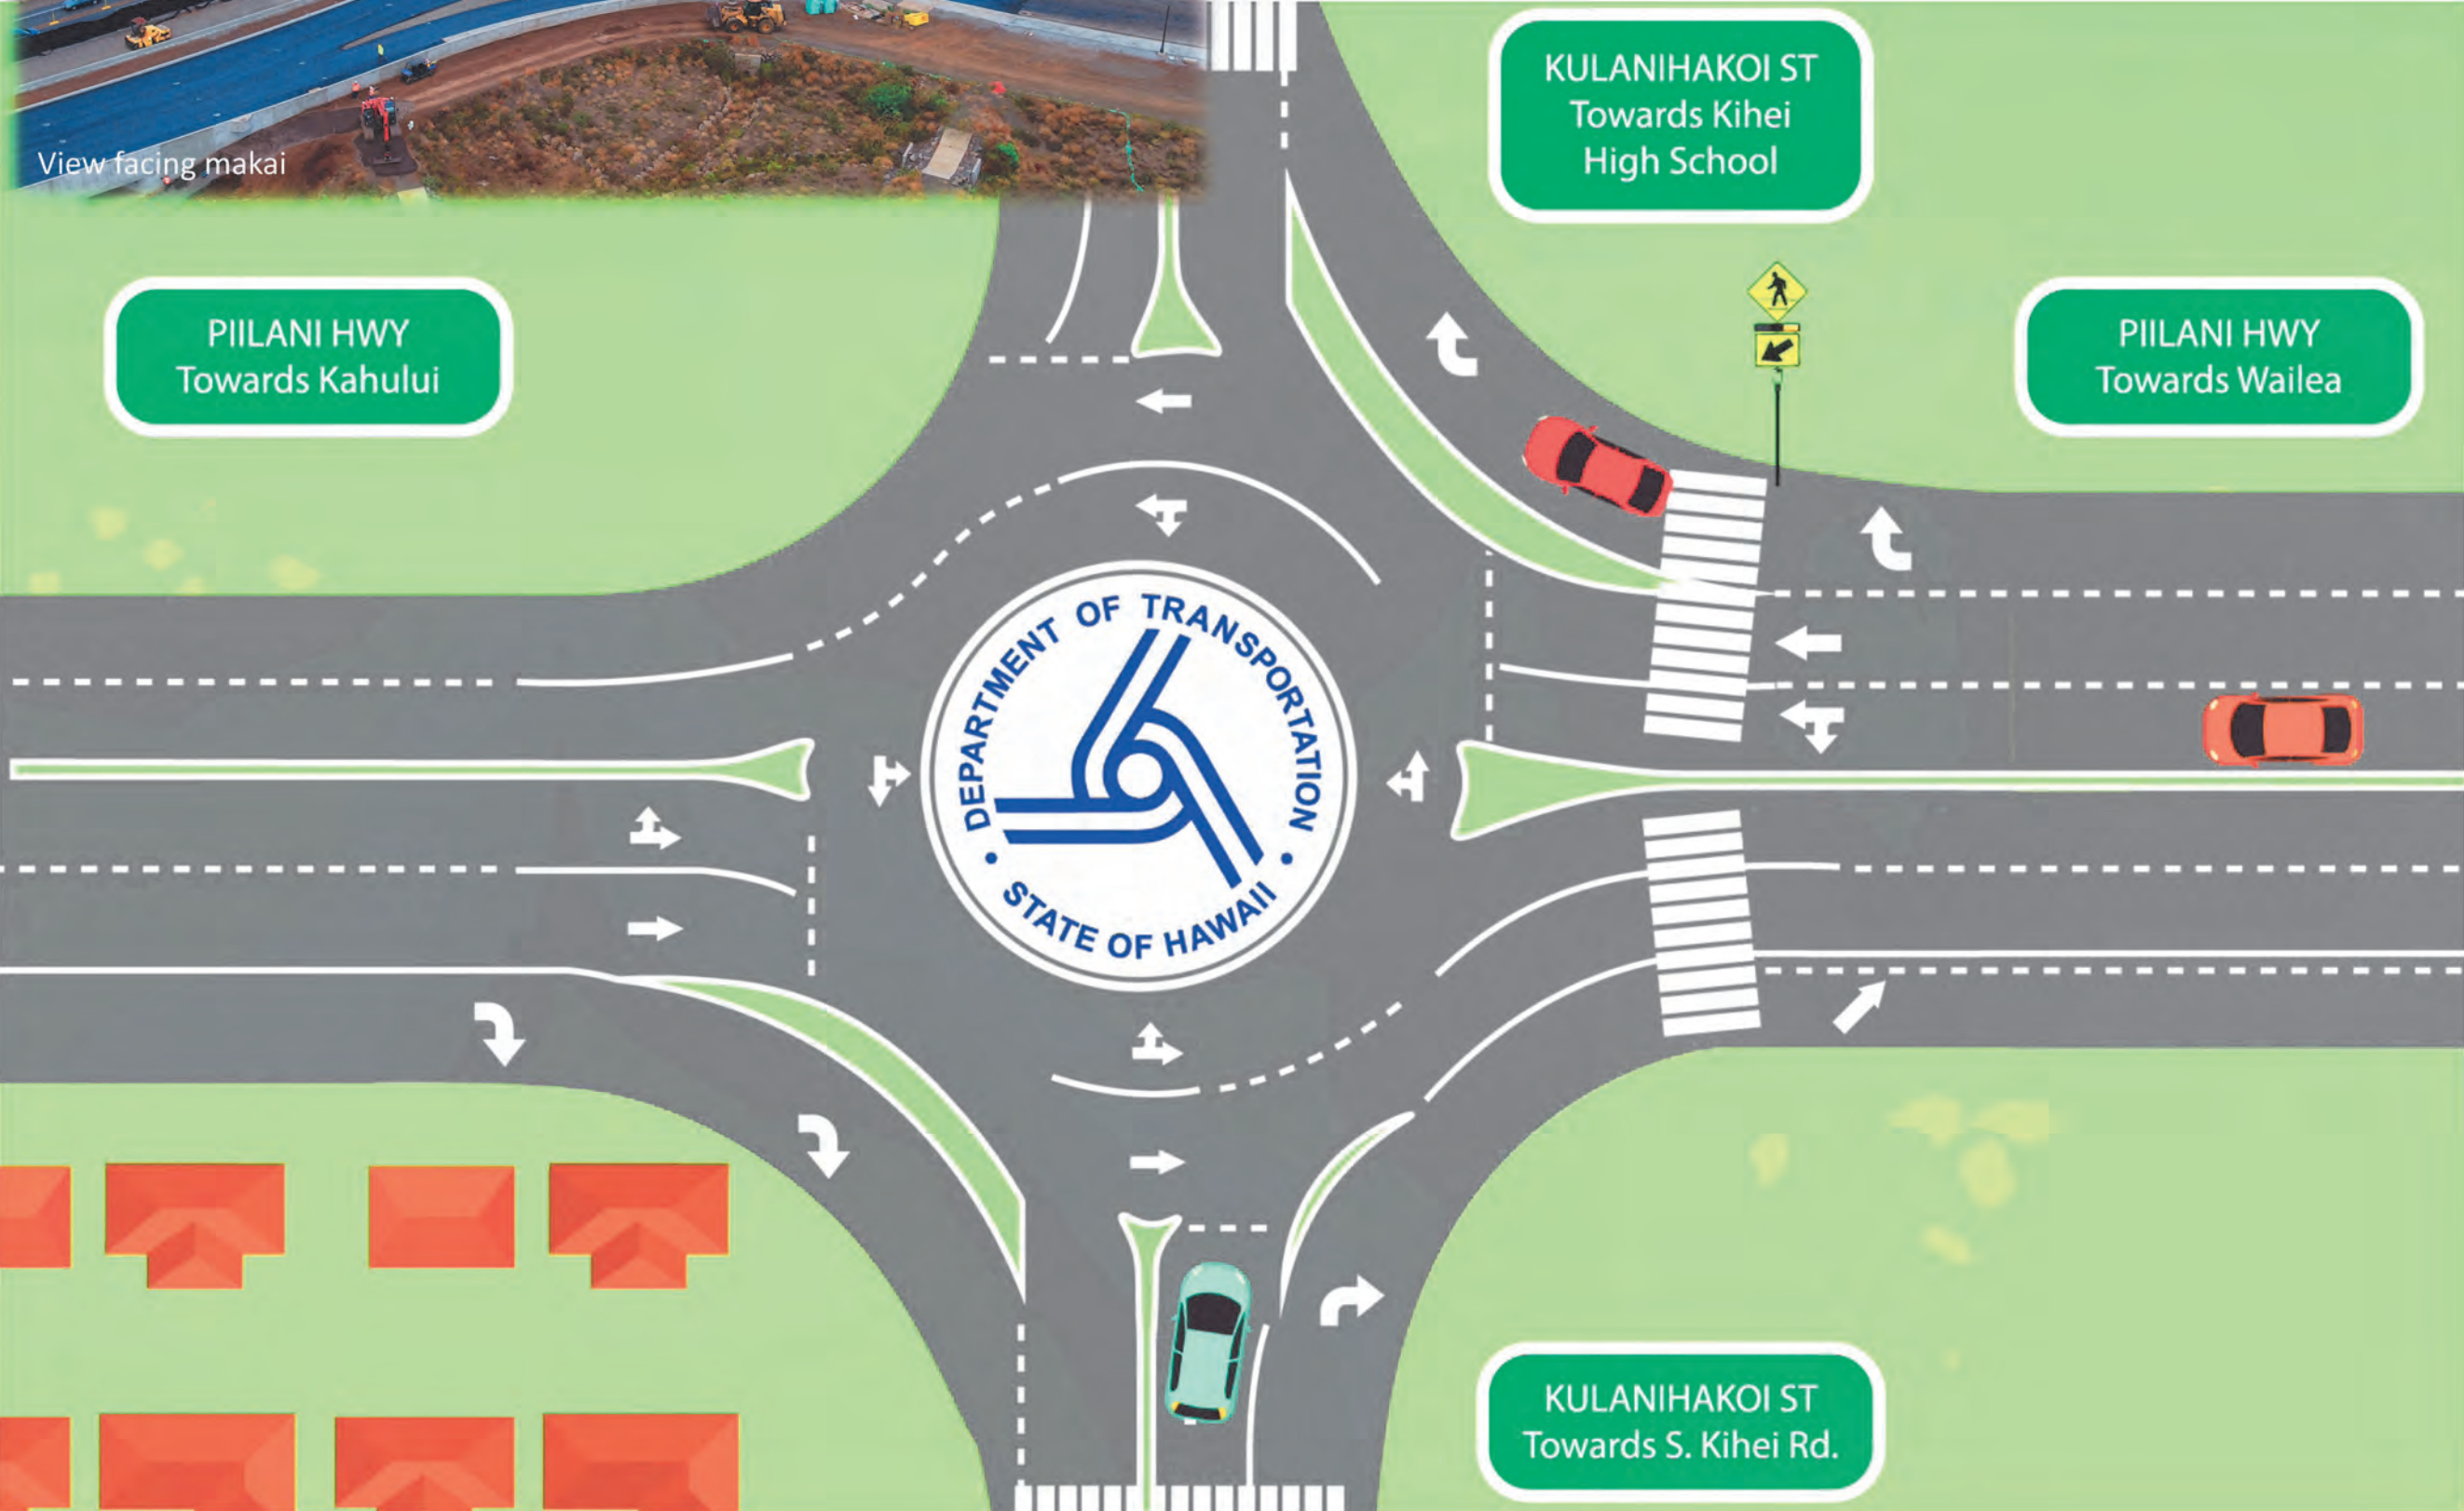 View facing makai
KULANIHAKOI ST
Towards Kihei
High School
PIILANI HWY
Towards Kahului
PIILANI HWY
Towards Wailea
DEPARTMENT OF TRANSPORTATION
STATE OF HAWAII
KULANIHAKOI ST
Towards S. Kihei Rd.